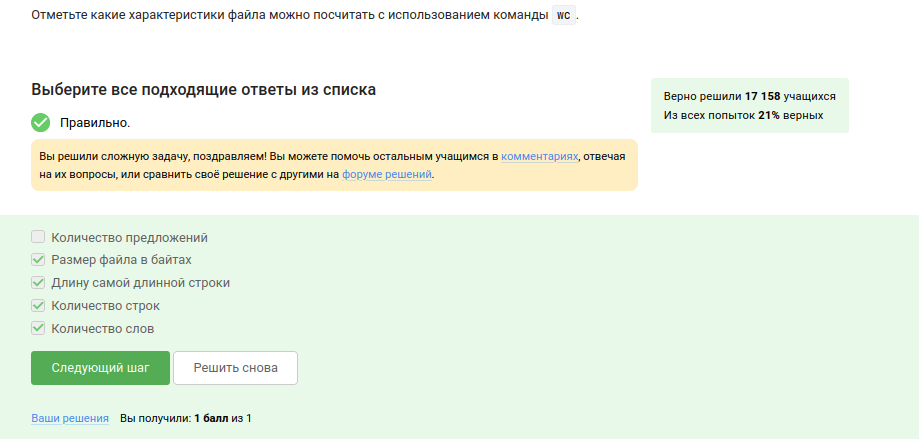 Отметьте какие характеристики файла можно посчитать с использованием команды wc.
Выберите все подходящие ответы из списка
Верно решили 17 158 учащихся
Из всех попыток 21% верных
Правильно.
Вы решили сложную задачу, поздравляем! Вы можете помочь остальным учащимся в комментариях, отвечая
на их вопросы, или сравнить своё решение с другими на форуме решений.
Количество предложений
Размер файла в байтах
Длину самой длинной строки
Количество строк
Количество слов
Следующий шаг
Решить снова
Ваши решения Вы получили: 1 балл из 1